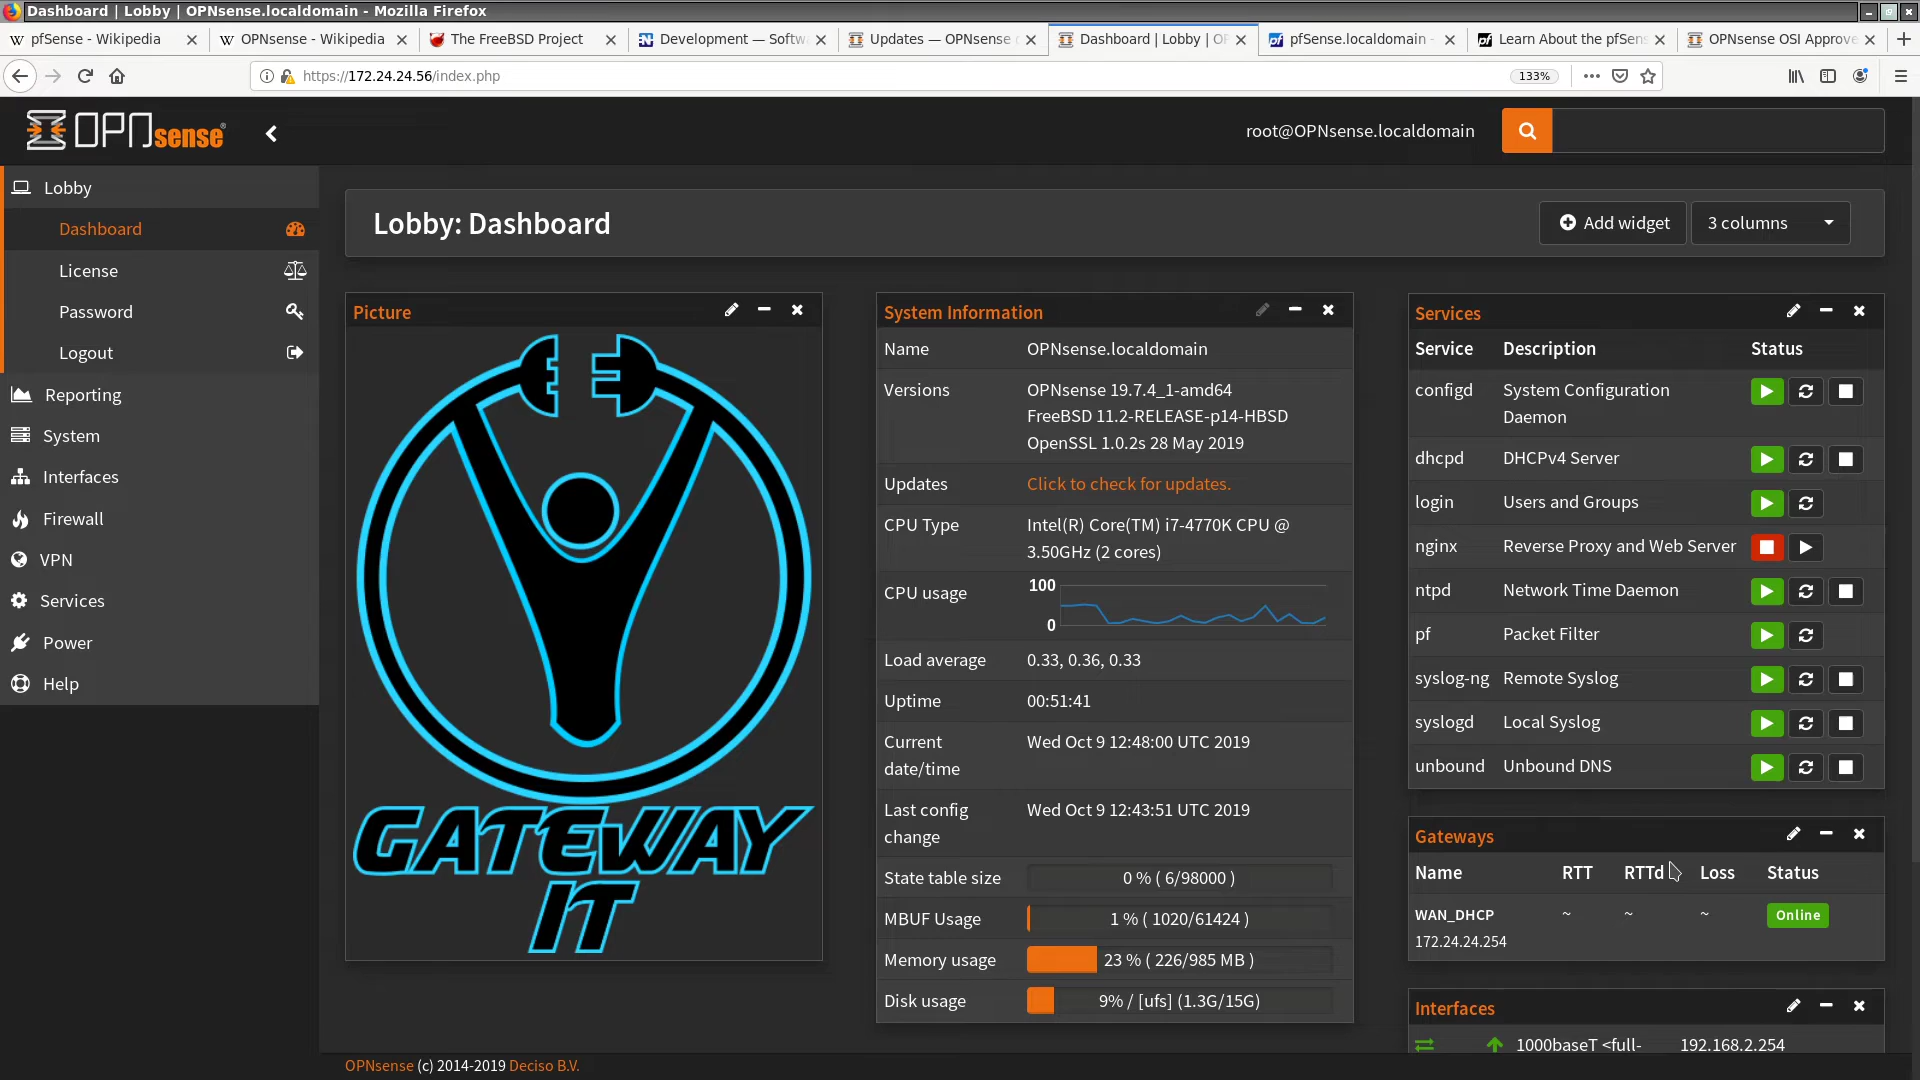 Dashboard | Lobby | OPNsense.localdomain - Mozilla Firefox
pfSense - Wikipedia
OPNsense - Wikipedia
The FreeBSD Project
Development — Softw
Updates — OPNsense
Dashboard | Lobby | OP
pfSense.localdomain -
Learn About the pfSens
OPNsense OSI Approve
https://172.24.24.56/index.php
133%
OPNsense®
root@OPNsense.localdomain
Lobby
Dashboard
License
Password
Logout
Reporting
System
Interfaces
Firewall
VPN
Services
Power
Help
Lobby: Dashboard
Add widget
3 columns
Picture
GATEWAY
IT
System Information
Name OPNsense.localdomain
Versions OPNsense 19.7.4_1-amd64
FreeBSD 11.2-RELEASE-p14-HBSD
OpenSSL 1.0.2s 28 May 2019
Updates Click to check for updates.
CPU Type Intel(R) Core(TM) i7-4770K CPU @
3.50GHz (2 cores)
CPU usage 100
0
Load average 0.33, 0.36, 0.33
Uptime 00:51:41
Current Wed Oct 9 12:48:00 UTC 2019
date/time
Last config Wed Oct 9 12:43:51 UTC 2019
change
State table size 0 % ( 6/98000 )
MBUF Usage 1 % ( 1020/61424 )
Memory usage 23 % ( 226/985 MB )
Disk usage 9% / [ufs] (1.3G/15G)
Services
Service Description Status
configd System Configuration
Daemon
dhcpd DHCPv4 Server
login Users and Groups
nginx Reverse Proxy and Web Server
ntpd Network Time Daemon
pf Packet Filter
syslog-ng Remote Syslog
syslogd Local Syslog
unbound Unbound DNS
Gateways
Name RTT RTTd Loss Status
WAN_DHCP ~ ~ ~ Online
172.24.24.254
Interfaces
1000baseT <full- 192.168.2.254
OPNsense (c) 2014-2019 Deciso B.V.